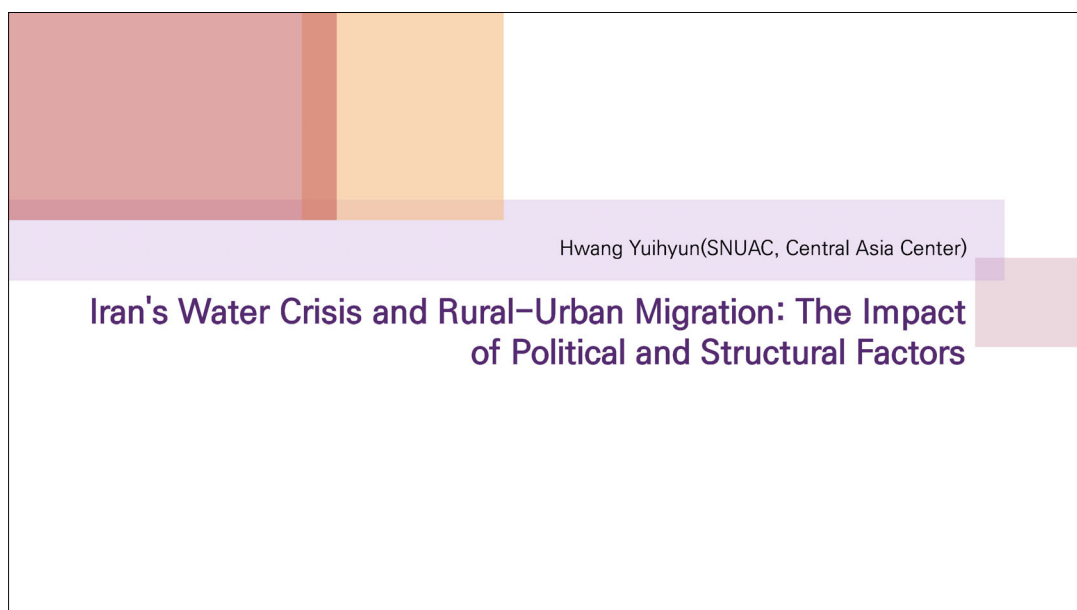 Hwang Yuihyun(SNUAC, Central Asia Center)
Iran's Water Crisis and Rural-Urban Migration: The Impact
of Political and Structural Factors